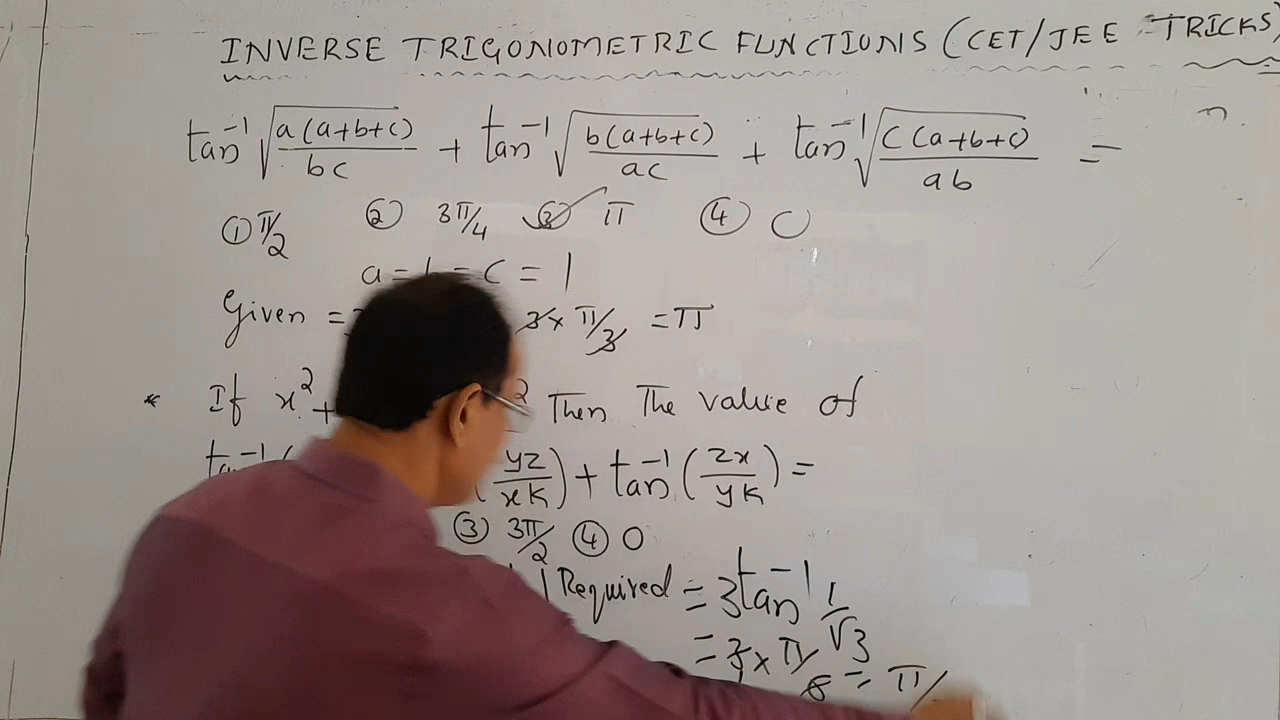 INVERSE TRIGONOMETRIC FUNCTIONS (CET/JEE TRICKS)
tan⁻¹ √(a(a+b+c)/bc) + tan⁻¹ √(b(a+b+c)/ac) + tan⁻¹ √(c(a+b+c)/ab) =
① π/2 ② 3π/4 ③ π ④ 0
a = = c = 1
Given = 3 × π/3 = π
* If x² + ² Then The value of
tan⁻¹( yz/xk) + tan⁻¹(zx/yk) =
③ 3π/2 ④ 0
Required = 3tan⁻¹ 1/√3
= 3 × π/6 = π/